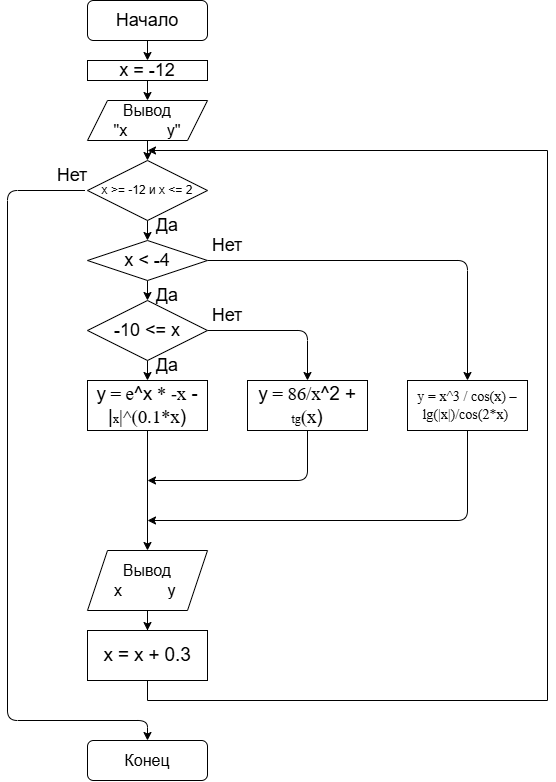 Начало
x = -12
Вывод
"x y"
Нет
x >= -12 и x <= 2
Да
Нет
x < -4
Да
Нет
-10 <= x
Да
y = e^x * -x -
|x|^(0.1*x)
y = 86/x^2 +
tg(x)
y = x^3 / cos(x) –
lg(|x|)/cos(2*x)
Вывод
x y
x = x + 0.3
Конец